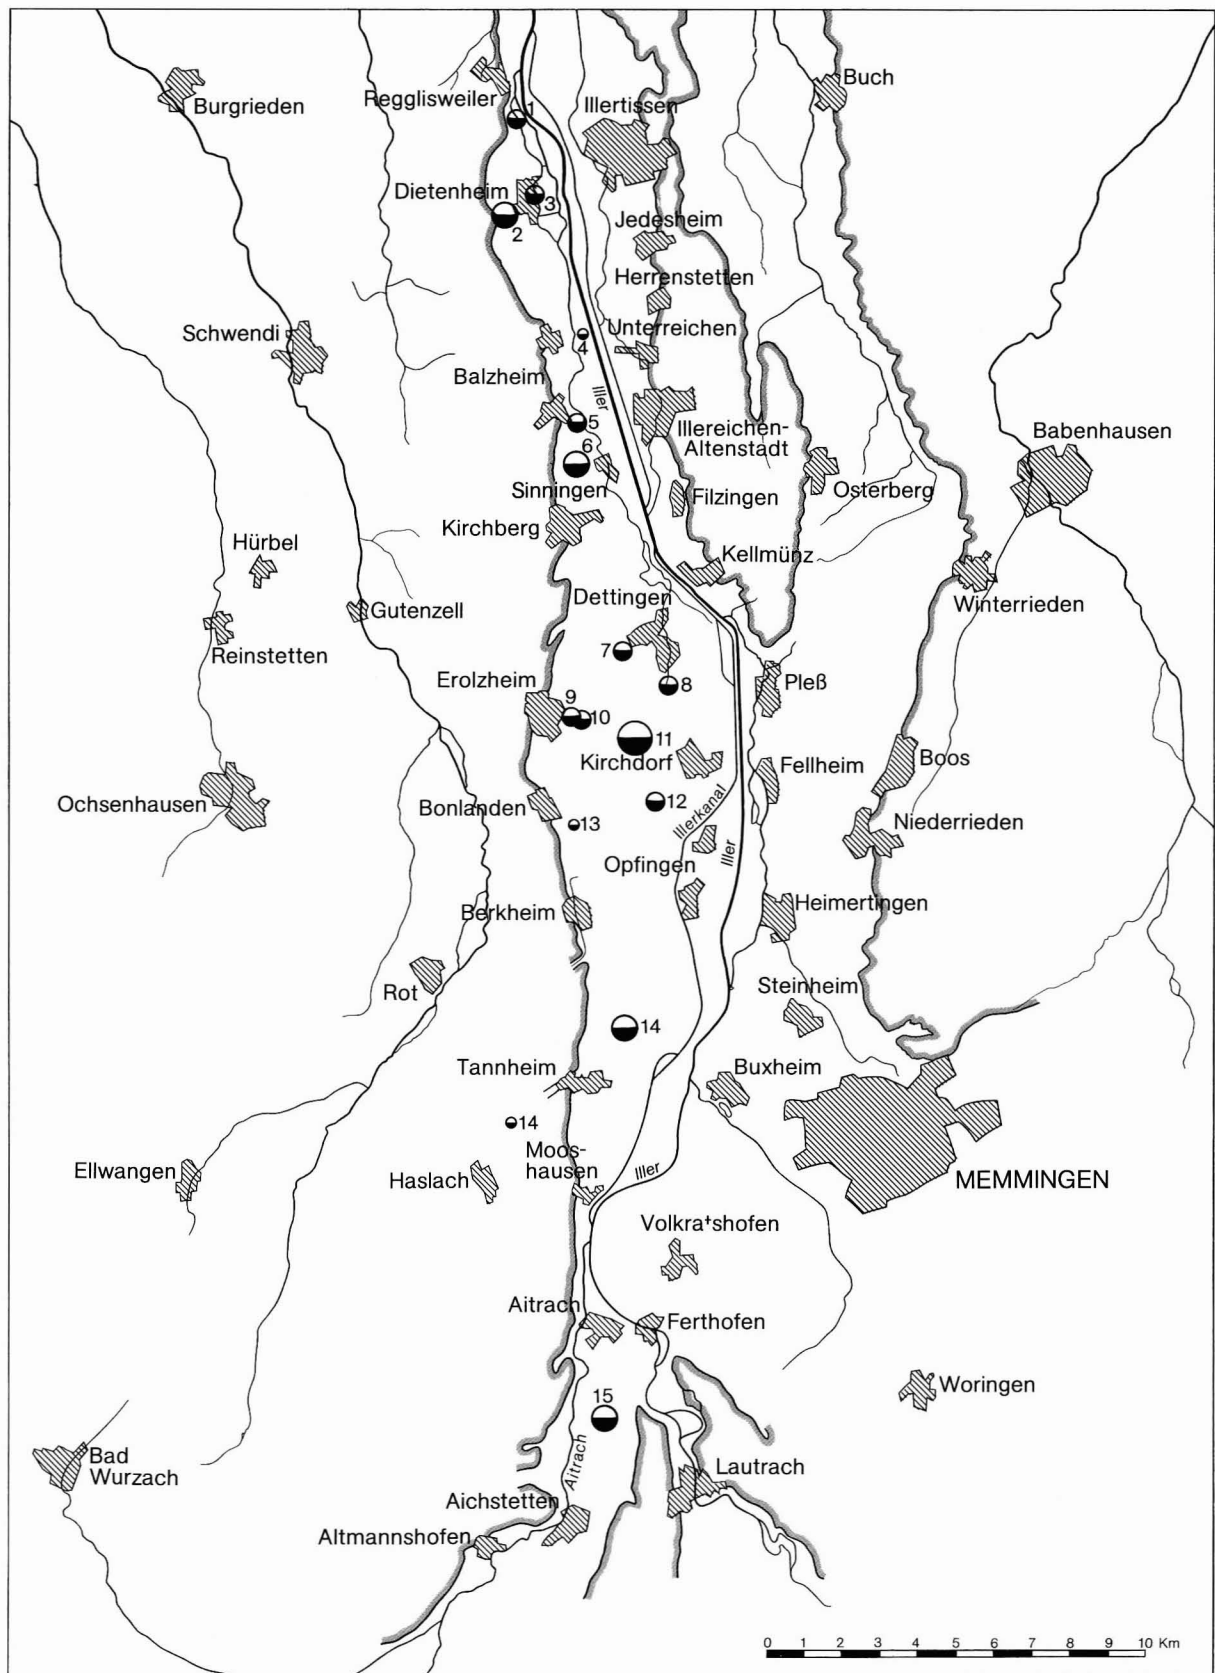 Burgrieden
Regglisweiler
1
Illertissen
Buch
Dietenheim
3
2
Jedesheim
Herrenstetten
Schwendi
4
Unterreichen
Balzheim
Iller
5
6
Illereichen-
Altenstadt
Babenhausen
Sinningen
Filzingen
Osterberg
Kirchberg
Hürbel
Kellmünz
Dettingen
Winterrieden
Gutenzell
Reinstetten
7
Erolzheim
8
Pleß
9
10
11
Kirchdorf
Fellheim
Boos
Ochsenhausen
Bonlanden
12
13
Illerkanal
Niederrieden
Opfingen
Iller
Berkheim
Heimertingen
Rot
Steinheim
14
Tannheim
Buxheim
14
Moos-
hausen
Ellwangen
Haslach
Iller
MEMMINGEN
Volkratshofen
Aitrach
Ferthofen
Woringen
15
Bad
Wurzach
Aitrach
Lautrach
Aichstetten
Altmannshofen
0 1 2 3 4 5 6 7 8 9 10 Km